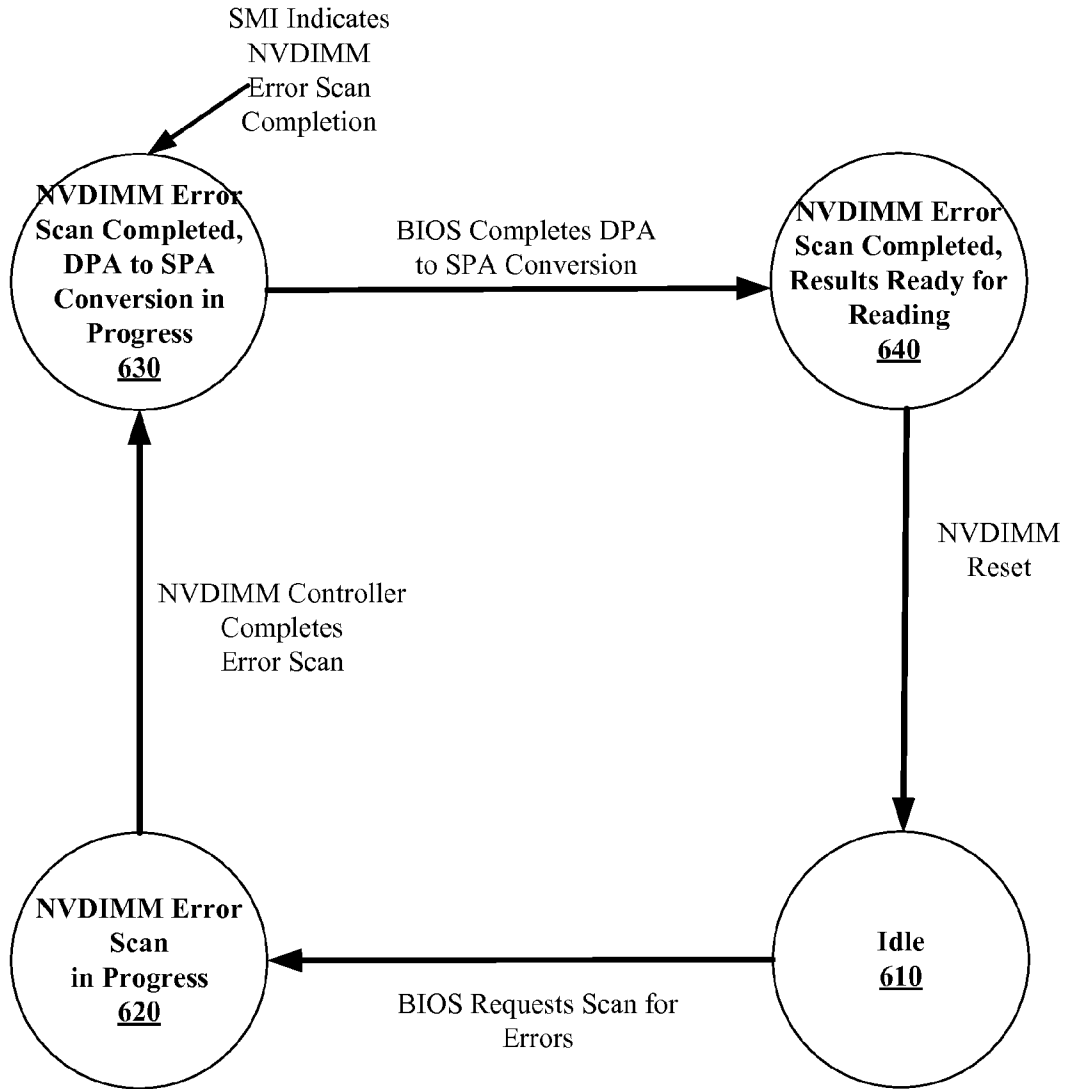 SMI Indicates
NVDIMM
Error Scan
Completion
NVDIMM Error
Scan Completed,
DPA to SPA
Conversion in
Progress
630
BIOS Completes DPA
to SPA Conversion
NVDIMM Error
Scan Completed,
Results Ready for
Reading
640
NVDIMM Controller
Completes
Error Scan
NVDIMM
Reset
NVDIMM Error
Scan
in Progress
620
BIOS Requests Scan for
Errors
Idle
610